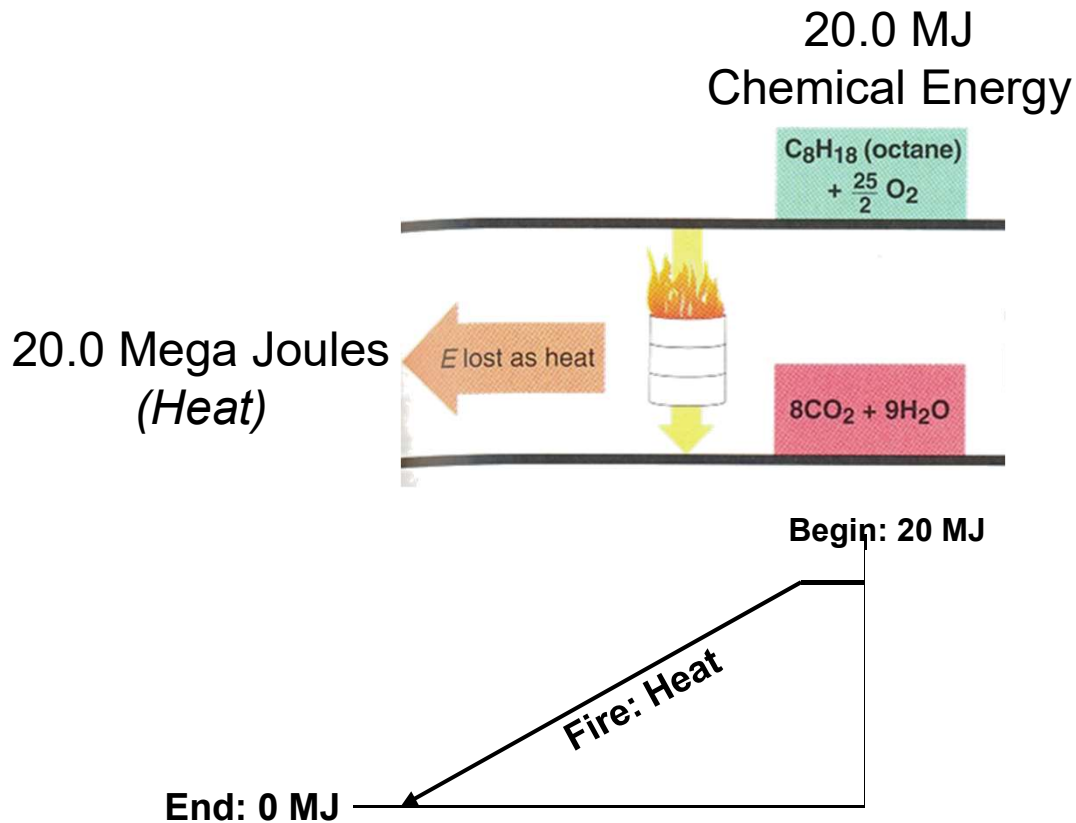 20.0 MJ
Chemical Energy
C₈H₁₈ (octane)
+ 25/2 O₂
20.0 Mega Joules
(Heat)
E lost as heat
8CO₂ + 9H₂O
Begin: 20 MJ
Fire: Heat
End: 0 MJ